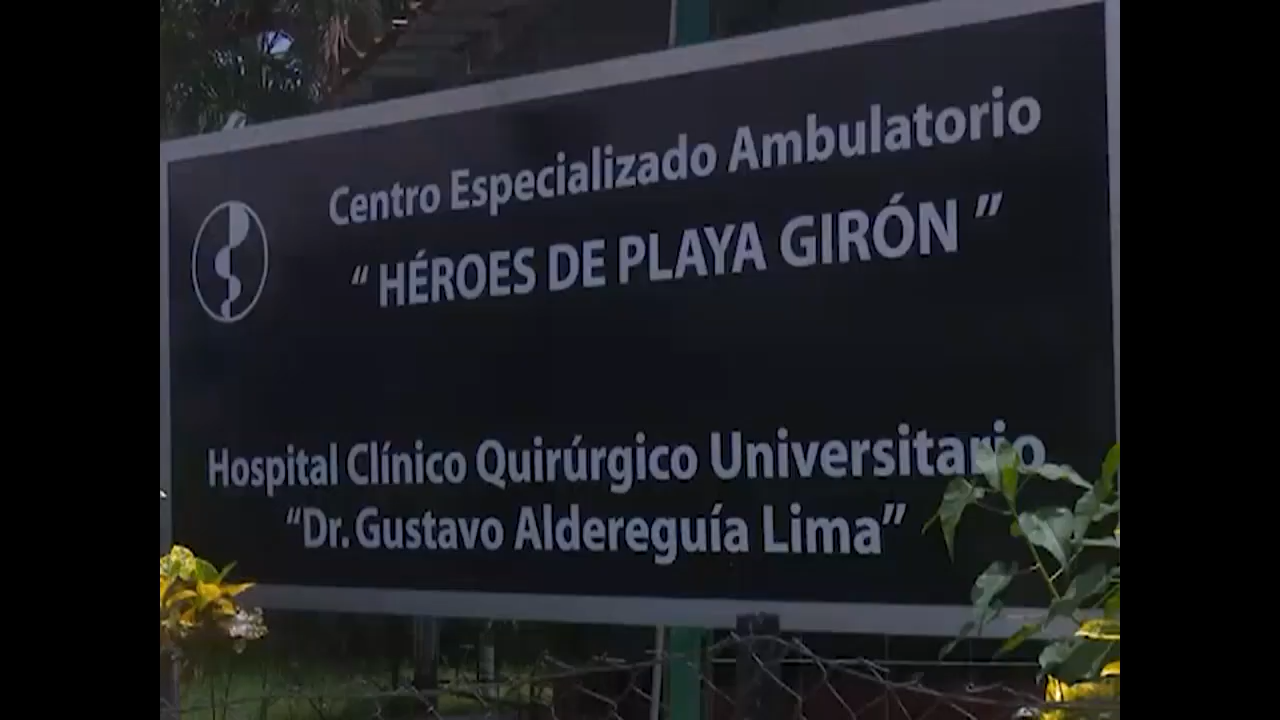 Centro Especializado Ambulatorio
“ HÉROES DE PLAYA GIRÓN ”
Hospital Clínico Quirúrgico Universitario
“Dr. Gustavo Aldereguía Lima”